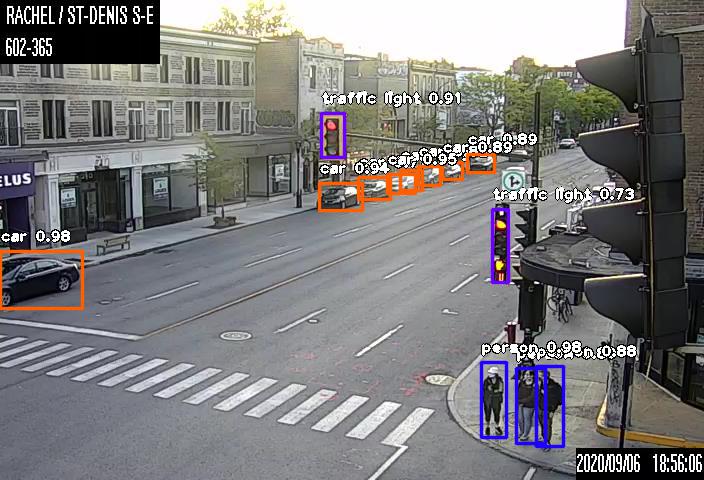 RACHEL / ST-DENIS S-E
602-365
traffic light 0.91
car 0.89
car 0.94
0.95
0.89
traffic light 0.73
ELUS
car 0.98
person 0.98
0.88
2020/09/06 18:56:06